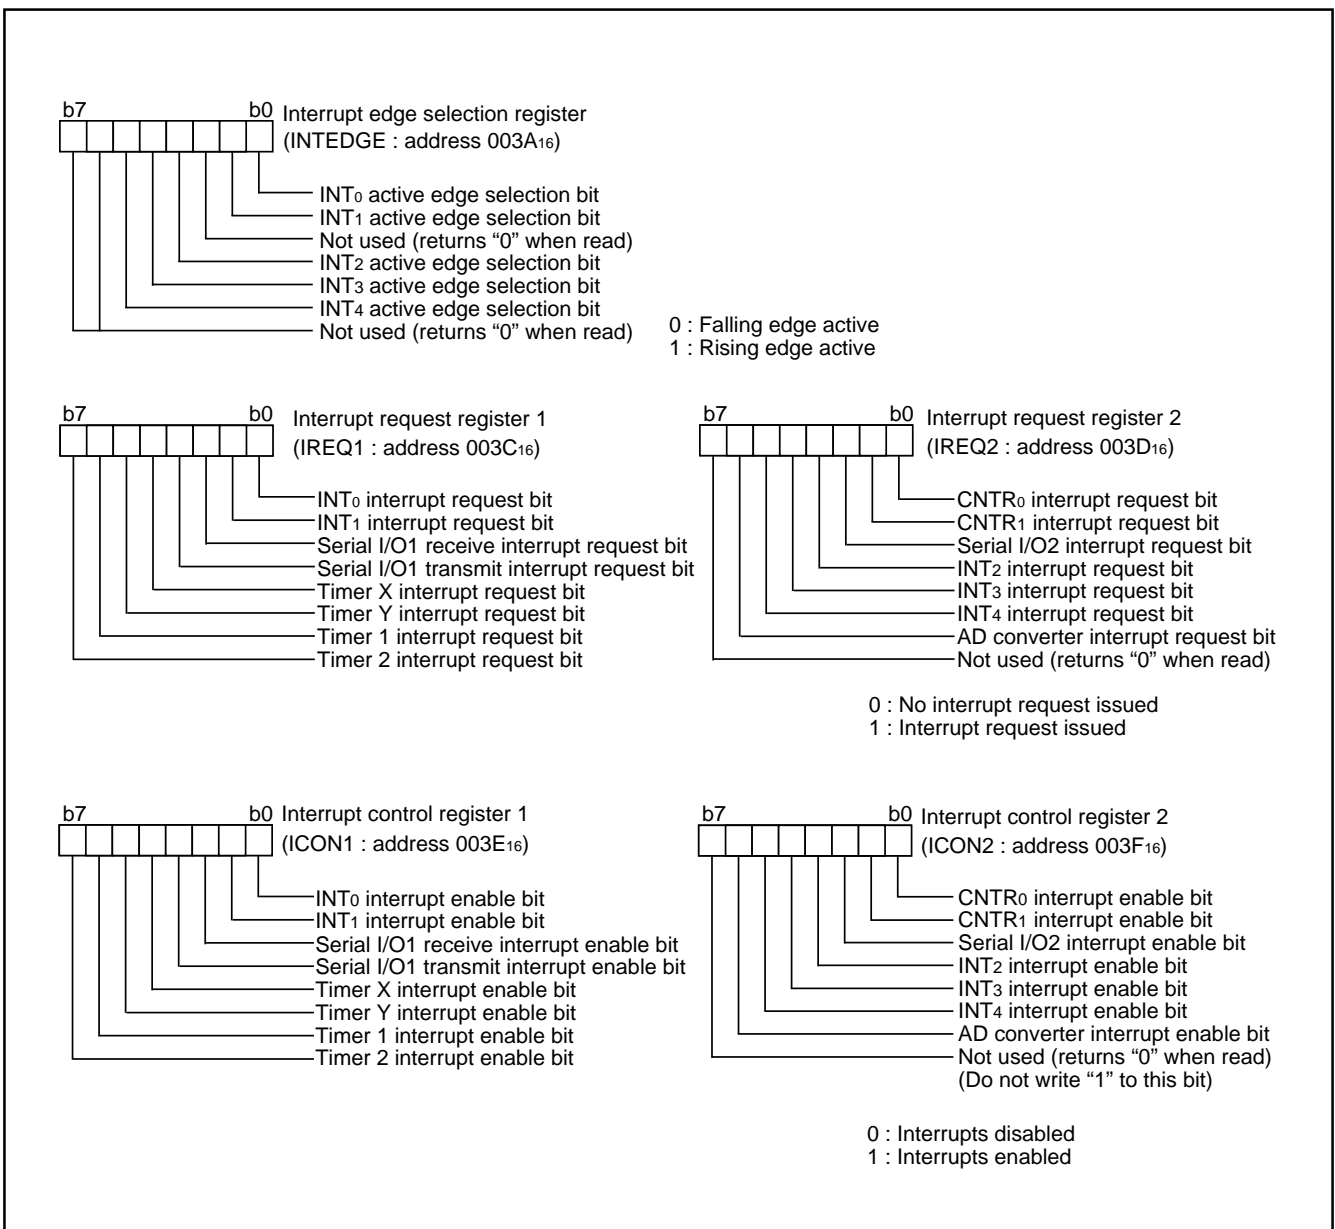 b7 b0 Interrupt edge selection register
(INTEDGE : address 003A16)
INT0 active edge selection bit
INT1 active edge selection bit
Not used (returns “0” when read)
INT2 active edge selection bit
INT3 active edge selection bit
INT4 active edge selection bit
Not used (returns “0” when read)
0 : Falling edge active
1 : Rising edge active
b7 b0 Interrupt request register 1
(IREQ1 : address 003C16)
INT0 interrupt request bit
INT1 interrupt request bit
Serial I/O1 receive interrupt request bit
Serial I/O1 transmit interrupt request bit
Timer X interrupt request bit
Timer Y interrupt request bit
Timer 1 interrupt request bit
Timer 2 interrupt request bit
b7 b0 Interrupt request register 2
(IREQ2 : address 003D16)
CNTR0 interrupt request bit
CNTR1 interrupt request bit
Serial I/O2 interrupt request bit
INT2 interrupt request bit
INT3 interrupt request bit
INT4 interrupt request bit
AD converter interrupt request bit
Not used (returns “0” when read)
0 : No interrupt request issued
1 : Interrupt request issued
b7 b0 Interrupt control register 1
(ICON1 : address 003E16)
INT0 interrupt enable bit
INT1 interrupt enable bit
Serial I/O1 receive interrupt enable bit
Serial I/O1 transmit interrupt enable bit
Timer X interrupt enable bit
Timer Y interrupt enable bit
Timer 1 interrupt enable bit
Timer 2 interrupt enable bit
b7 b0 Interrupt control register 2
(ICON2 : address 003F16)
CNTR0 interrupt enable bit
CNTR1 interrupt enable bit
Serial I/O2 interrupt enable bit
INT2 interrupt enable bit
INT3 interrupt enable bit
INT4 interrupt enable bit
AD converter interrupt enable bit
Not used (returns “0” when read)
(Do not write “1” to this bit)
0 : Interrupts disabled
1 : Interrupts enabled